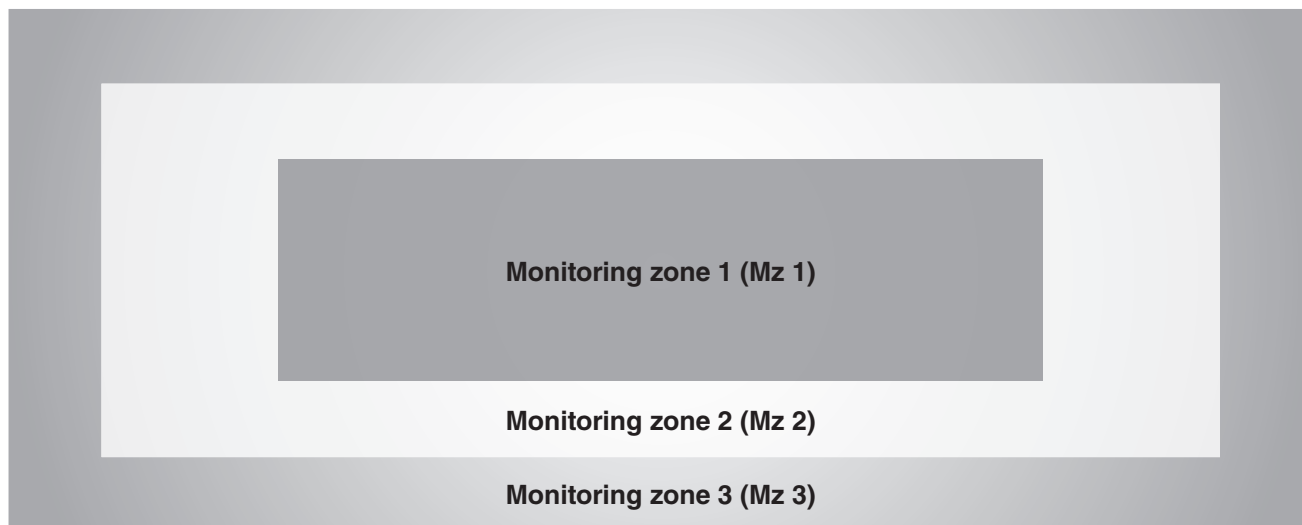 Monitoring zone 1 (Mz 1)
Monitoring zone 2 (Mz 2)
Monitoring zone 3 (Mz 3)